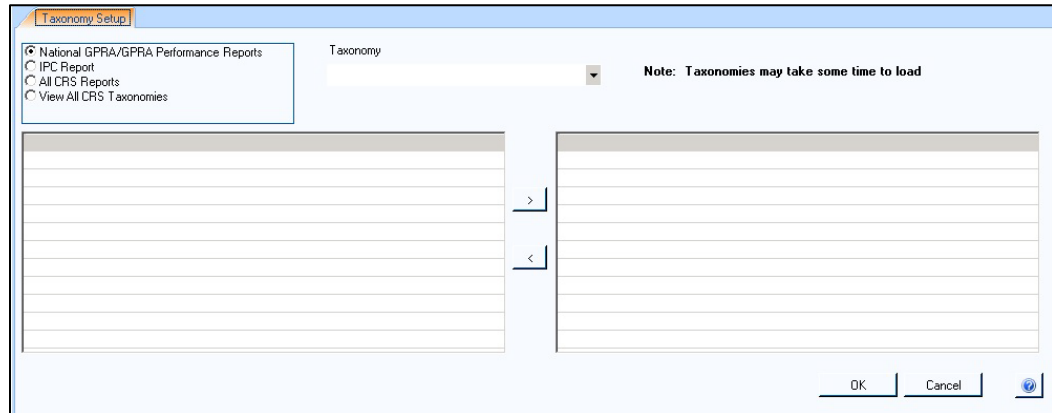 Taxonomy Setup
National GPRA/GPRA Performance Reports
IPC Report
All CRS Reports
View All CRS Taxonomies
Taxonomy
Note: Taxonomies may take some time to load
>
<
OK
Cancel
?